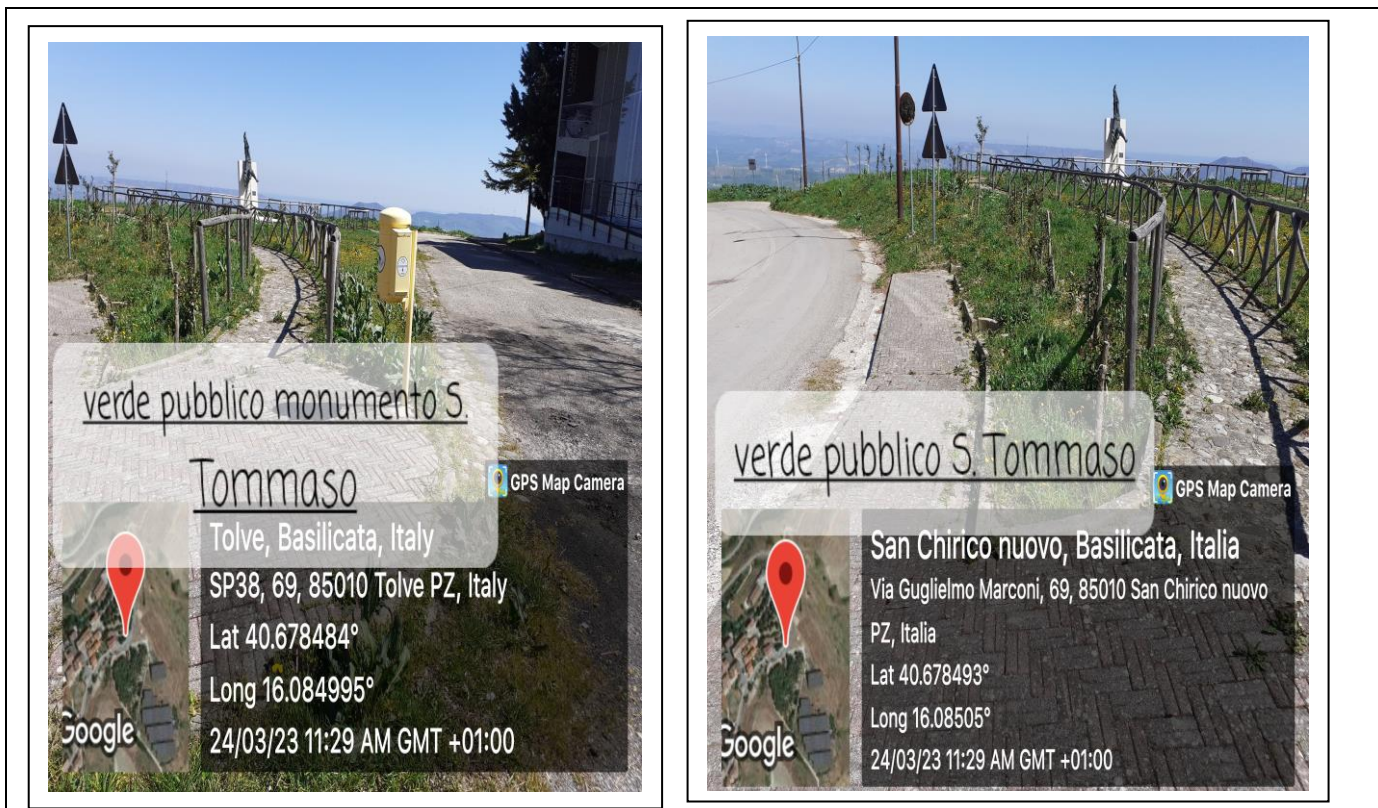 verde pubblico monumento S.
Tommaso
GPS Map Camera
Tolve, Basilicata, Italy
SP38, 69, 85010 Tolve PZ, Italy
Lat 40.678484°
Long 16.084995°
24/03/23 11:29 AM GMT +01:00
Google
verde pubblico S. Tommaso
GPS Map Camera
San Chirico nuovo, Basilicata, Italia
Via Guglielmo Marconi, 69, 85010 San Chirico nuovo
PZ, Italia
Lat 40.678493°
Long 16.08505°
24/03/23 11:29 AM GMT +01:00
Google